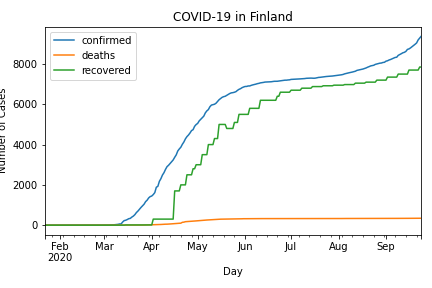 COVID-19 in Finland
confirmed
deaths
recovered
Number of Cases
8000
6000
4000
2000
0
Feb Mar Apr May Jun Jul Aug Sep
2020
Day